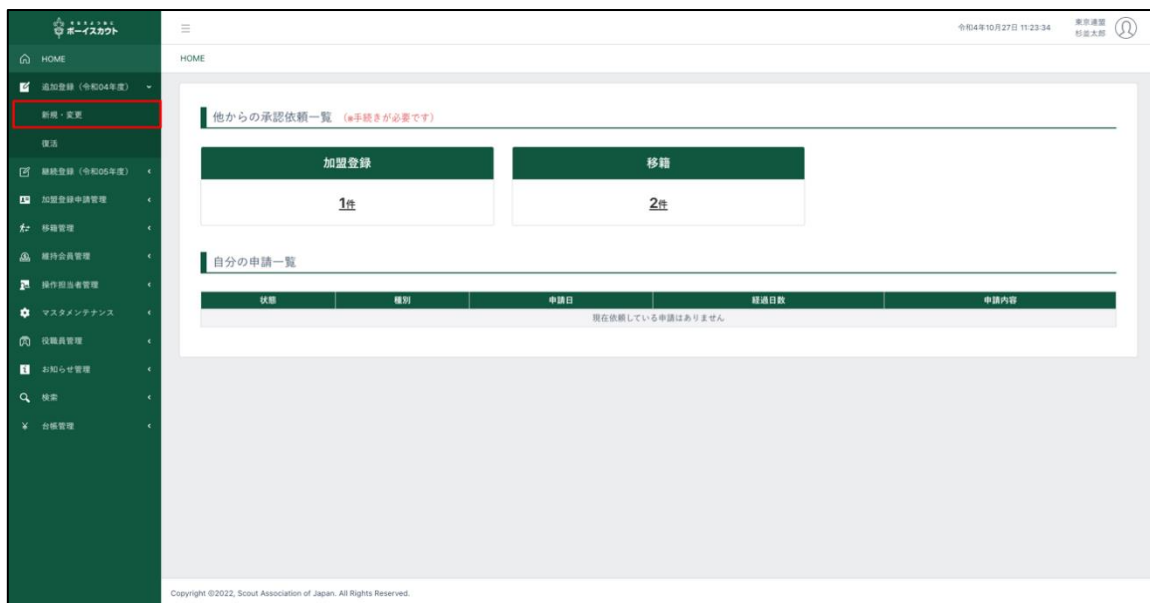 そなえよつねに
ボーイスカウト
令和4年10月27日 11:23:34
東京連盟
杉並太郎
HOME
HOME
追加登録（令和04年度）
新規・変更
復活
継続登録（令和05年度）
加盟登録申請管理
移籍管理
維持会員管理
操作担当者管理
マスタメンテナンス
役職員管理
お知らせ管理
検索
台帳管理
他からの承認依頼一覧 （※手続きが必要です）
加盟登録 移籍
1件 2件
自分の申請一覧
状態 種別 申請日 経過日数 申請内容
現在依頼している申請はありません
Copyright ©2022, Scout Association of Japan. All Rights Reserved.